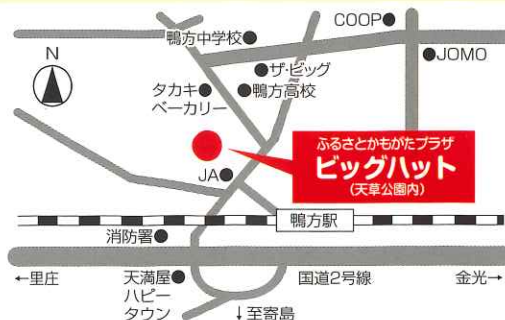 COOP
鴨方中学校
JOMO
N
ザ・ビッグ
タカキ
ベーカリー
鴨方高校
ふるさとかもがたプラザ
ビッグハット
(天草公園内)
JA
鴨方駅
消防署
←里庄
天満屋
ハピー
タウン
国道2号線
金光→
↓至寄島